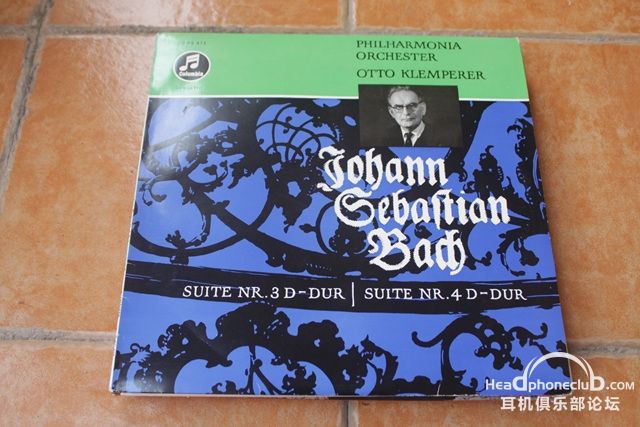 PHILHARMONIA
ORCHESTER
OTTO KLEMPERER
Columbia
Johann
Sebastian
Bach
SUITE NR. 3 D-DUR | SUITE NR. 4 D-DUR
HeadphoneclubD.com
耳机俱乐部论坛